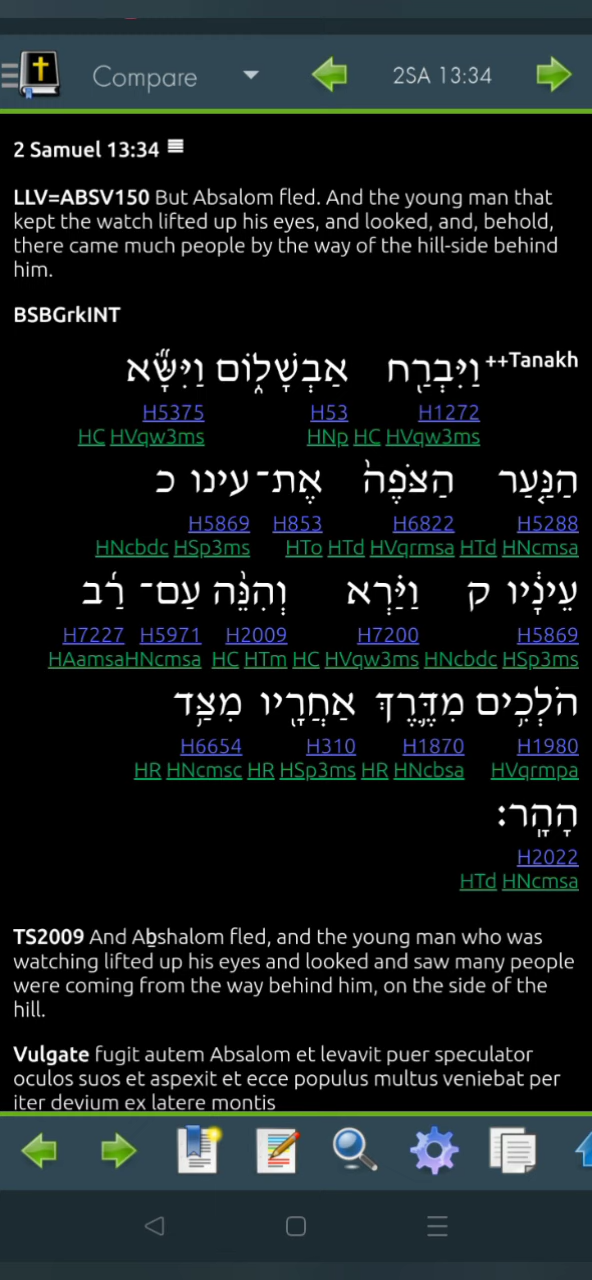 Compare
2SA 13:34
2 Samuel 13:34
LLV=ABSV150 But Absalom fled. And the young man that
kept the watch lifted up his eyes, and looked, and, behold,
there came much people by the way of the hill-side behind
him.
BSBGrkINT
++Tanakh וַיִּבְרַ֖ח אַבְשָׁל֑וֹם וַיִּשָּׂ֞א
H5375 H53 H1272
HC HVqw3ms HNp HC HVqw3ms
הַנַּ֤עַר הַצֹּפֶה֙ אֶת־ עינו כ
H5869 H853 H6822 H5288
HNcbdc HSp3ms HTo HTd HVqrmsa HTd HNcmsa
עֵינָ֔יו ק וַיַּ֗רְא וְהִנֵּ֨ה עַם־ רַ֜ב
H7227 H5971 H2009 H7200 H5869
HAamsaHNcmsa HC HTm HC HVqw3ms HNcbdc HSp3ms
הֹלְכִ֥ים מִדֶּ֛רֶךְ אַחֲרָ֖יו מִצַּ֥ד
H6654 H310 H1870 H1980
HR HNcmsc HR HSp3ms HR HNcbsa HVqrmpa
הָהָֽר׃
H2022
HTd HNcmsa
TS2009 And Aḇshalom fled, and the young man who was
watching lifted up his eyes and looked and saw many people
were coming from the way behind him, on the side of the
hill.
Vulgate fugit autem Absalom et levavit puer speculator
oculos suos et aspexit et ecce populus multus veniebat per
iter devium ex latere montis